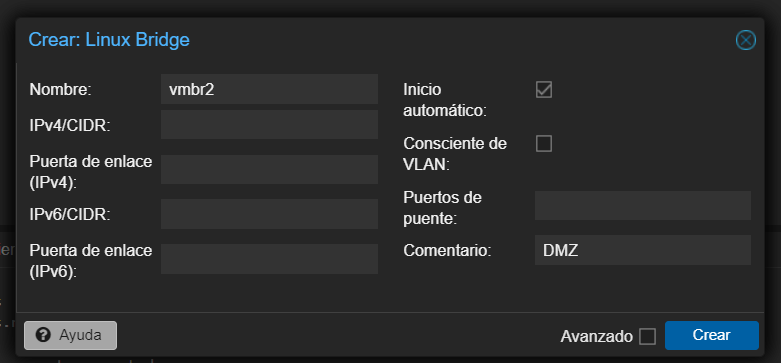 Crear: Linux Bridge
Nombre:
vmbr2
IPv4/CIDR:
Puerta de enlace
(IPv4):
IPv6/CIDR:
Puerta de enlace
(IPv6):
Inicio
automático:
Consciente de
VLAN:
Puertos de
puente:
Comentario:
DMZ
Ayuda
Avanzado
Crear